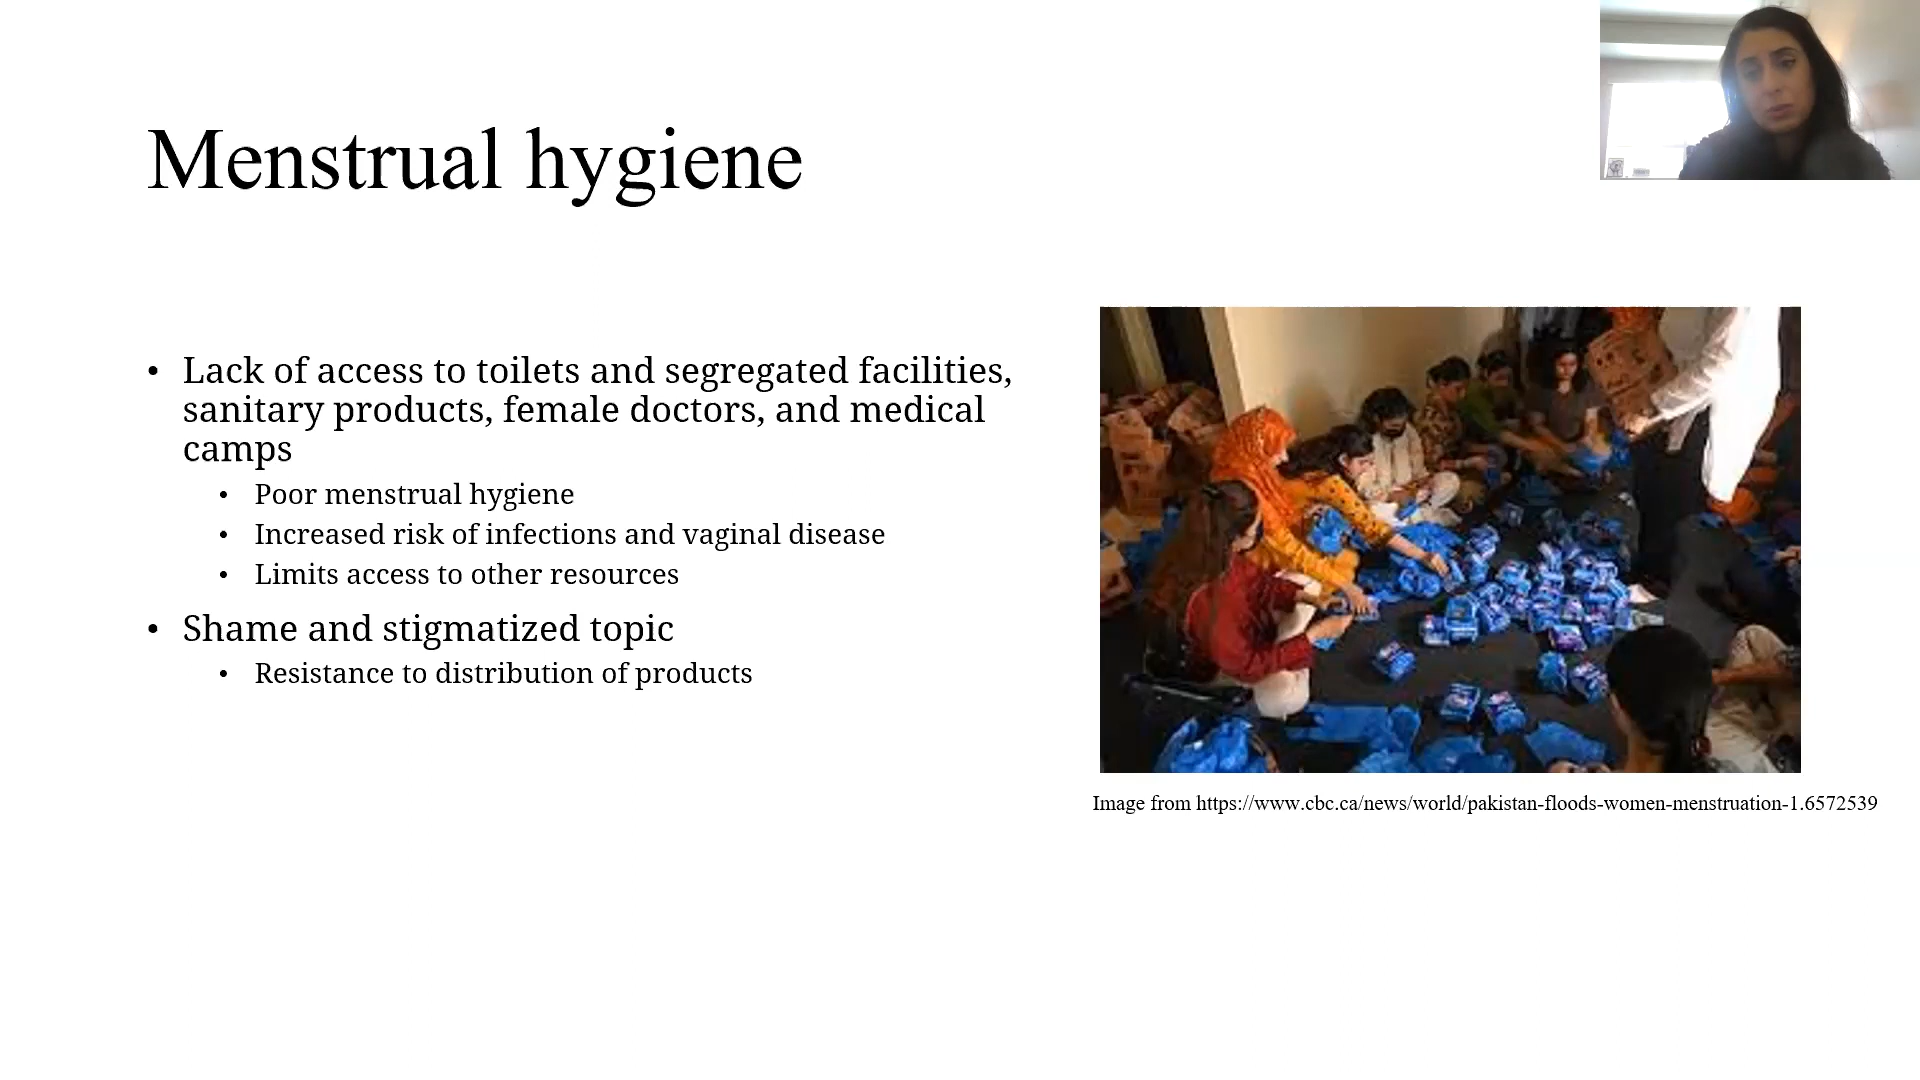 Menstrual hygiene
• Lack of access to toilets and segregated facilities,
sanitary products, female doctors, and medical
camps
• Poor menstrual hygiene
• Increased risk of infections and vaginal disease
• Limits access to other resources
• Shame and stigmatized topic
• Resistance to distribution of products
Image from https://www.cbc.ca/news/world/pakistan-floods-women-menstruation-1.6572539